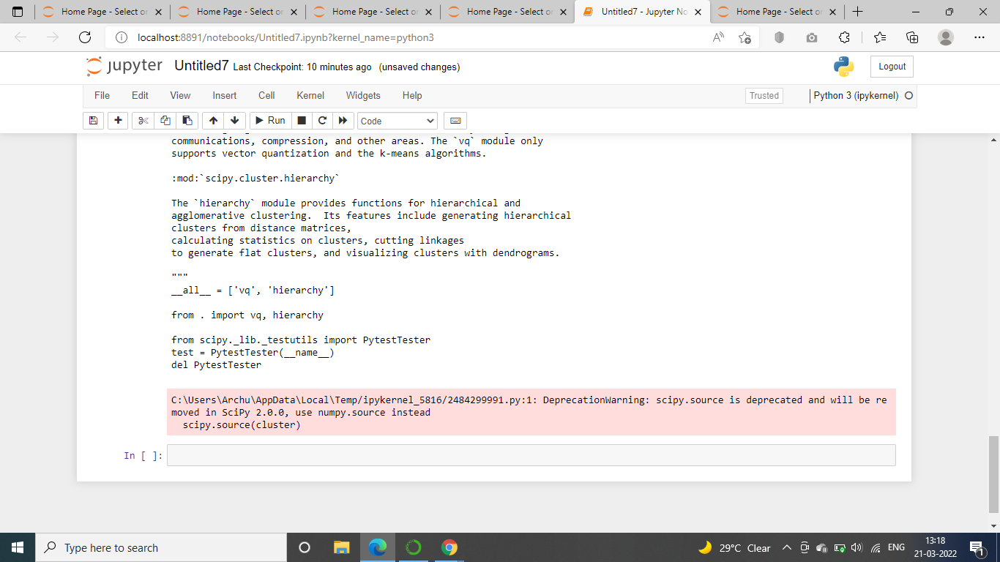 Home Page - Select or
Home Page - Select or
Home Page - Select or
Home Page - Select or
Untitled7 - Jupyter No
Home Page - Select or
localhost:8891/notebooks/Untitled7.ipynb?kernel_name=python3
jupyter Untitled7 Last Checkpoint: 10 minutes ago (unsaved changes)
Logout
File Edit View Insert Cell Kernel Widgets Help
Trusted
Python 3 (ipykernel)
Run
Code
communications, compression, and other areas. The `vq` module only
supports vector quantization and the k-means algorithms.
:mod:`scipy.cluster.hierarchy`
The `hierarchy` module provides functions for hierarchical and
agglomerative clustering.  Its features include generating hierarchical
clusters from distance matrices,
calculating statistics on clusters, cutting linkages
to generate flat clusters, and visualizing clusters with dendrograms.
"""
__all__ = ['vq', 'hierarchy']
from . import vq, hierarchy
from scipy._lib._testutils import PytestTester
test = PytestTester(__name__)
del PytestTester
C:\Users\Archu\AppData\Local\Temp/ipykernel_5816/2484299991.py:1: DeprecationWarning: scipy.source is deprecated and will be re
moved in SciPy 2.0.0, use numpy.source instead
  scipy.source(cluster)
In [ ]:
Type here to search
29°C Clear
ENG
13:18
21-03-2022
1